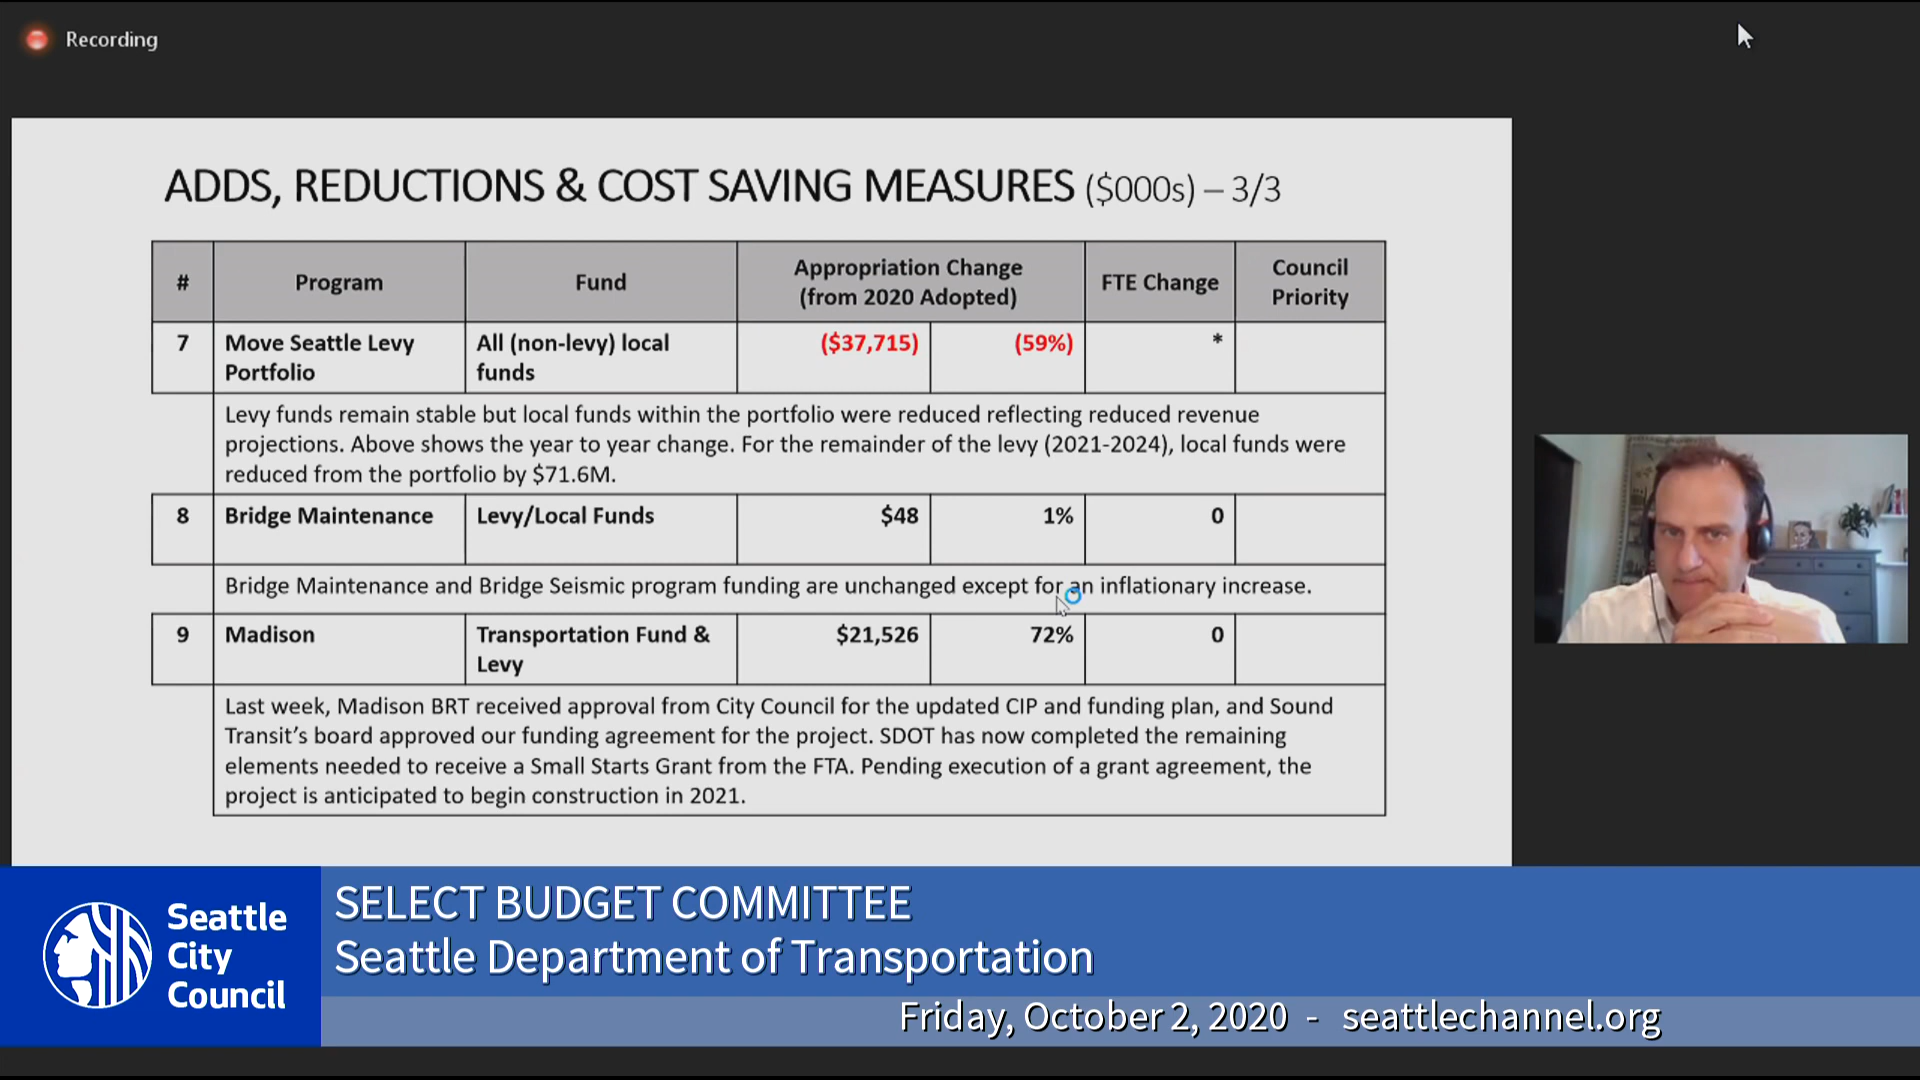 Recording
ADDS, REDUCTIONS & COST SAVING MEASURES ($000s) – 3/3
# Program Fund Appropriation Change (from 2020 Adopted) FTE Change Council Priority
7 Move Seattle Levy Portfolio All (non-levy) local funds ($37,715) (59%) *
Levy funds remain stable but local funds within the portfolio were reduced reflecting reduced revenue
projections. Above shows the year to year change. For the remainder of the levy (2021-2024), local funds were
reduced from the portfolio by $71.6M.
8 Bridge Maintenance Levy/Local Funds $48 1% 0
Bridge Maintenance and Bridge Seismic program funding are unchanged except for an inflationary increase.
9 Madison Transportation Fund & Levy $21,526 72% 0
Last week, Madison BRT received approval from City Council for the updated CIP and funding plan, and Sound
Transit’s board approved our funding agreement for the project. SDOT has now completed the remaining
elements needed to receive a Small Starts Grant from the FTA. Pending execution of a grant agreement, the
project is anticipated to begin construction in 2021.
Seattle
City
Council
SELECT BUDGET COMMITTEE
Seattle Department of Transportation
Friday, October 2, 2020 - seattlechannel.org